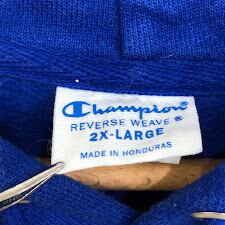 Champion®
REVERSE WEAVE®
2X-LARGE
MADE IN HONDURAS